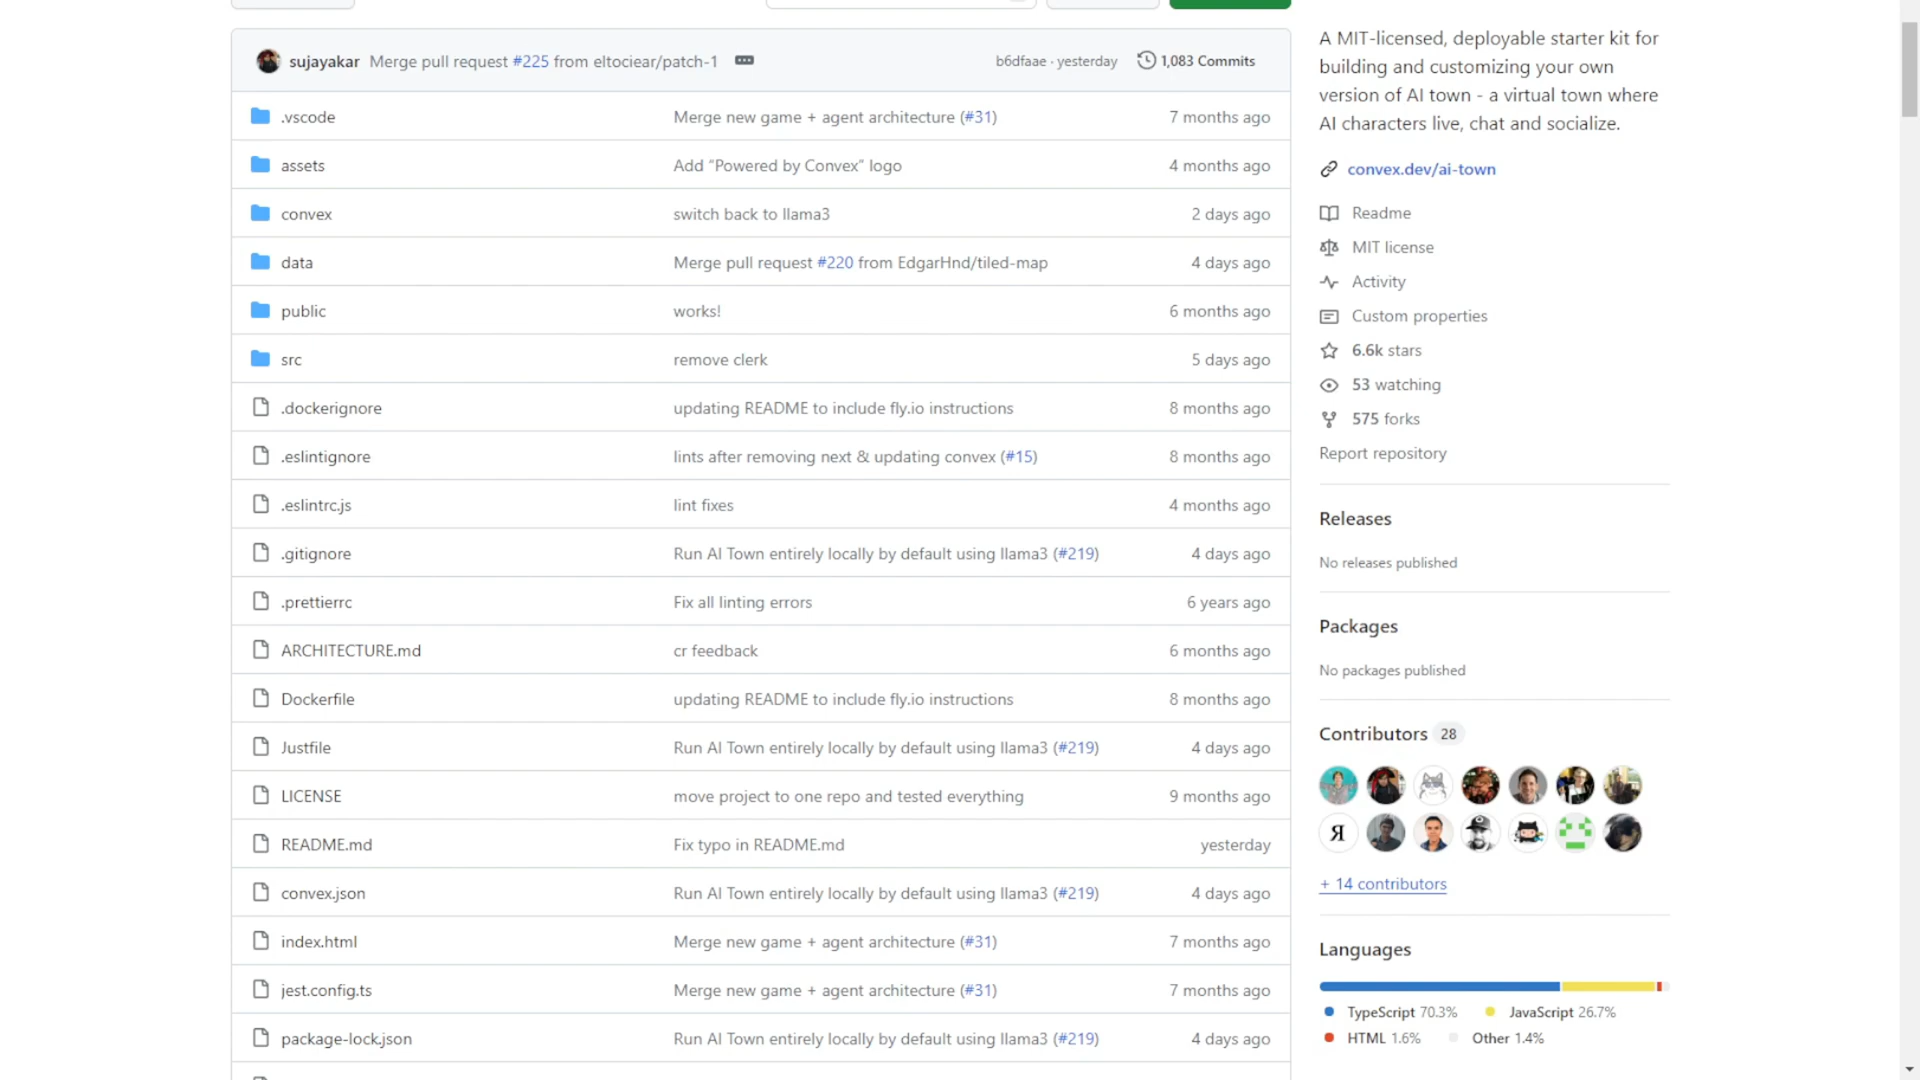 sujayakar Merge pull request #225 from eltociear/patch-1 b6dfaae · yesterday 1,083 Commits
.vscode Merge new game + agent architecture (#31) 7 months ago
assets Add “Powered by Convex” logo 4 months ago
convex switch back to llama3 2 days ago
data Merge pull request #220 from EdgarHnd/tiled-map 4 days ago
public works! 6 months ago
src remove clerk 5 days ago
.dockerignore updating README to include fly.io instructions 8 months ago
.eslintignore lints after removing next & updating convex (#15) 8 months ago
.eslintrc.js lint fixes 4 months ago
.gitignore Run AI Town entirely locally by default using llama3 (#219) 4 days ago
.prettierrc Fix all linting errors 6 years ago
ARCHITECTURE.md cr feedback 6 months ago
Dockerfile updating README to include fly.io instructions 8 months ago
Justfile Run AI Town entirely locally by default using llama3 (#219) 4 days ago
LICENSE move project to one repo and tested everything 9 months ago
README.md Fix typo in README.md yesterday
convex.json Run AI Town entirely locally by default using llama3 (#219) 4 days ago
index.html Merge new game + agent architecture (#31) 7 months ago
jest.config.ts Merge new game + agent architecture (#31) 7 months ago
package-lock.json Run AI Town entirely locally by default using llama3 (#219) 4 days ago
A MIT-licensed, deployable starter kit for
building and customizing your own
version of AI town - a virtual town where
AI characters live, chat and socialize.
convex.dev/ai-town
Readme
MIT license
Activity
Custom properties
6.6k stars
53 watching
575 forks
Report repository
Releases
No releases published
Packages
No packages published
Contributors 28
Я
+ 14 contributors
Languages
TypeScript 70.3% JavaScript 26.7%
HTML 1.6% Other 1.4%